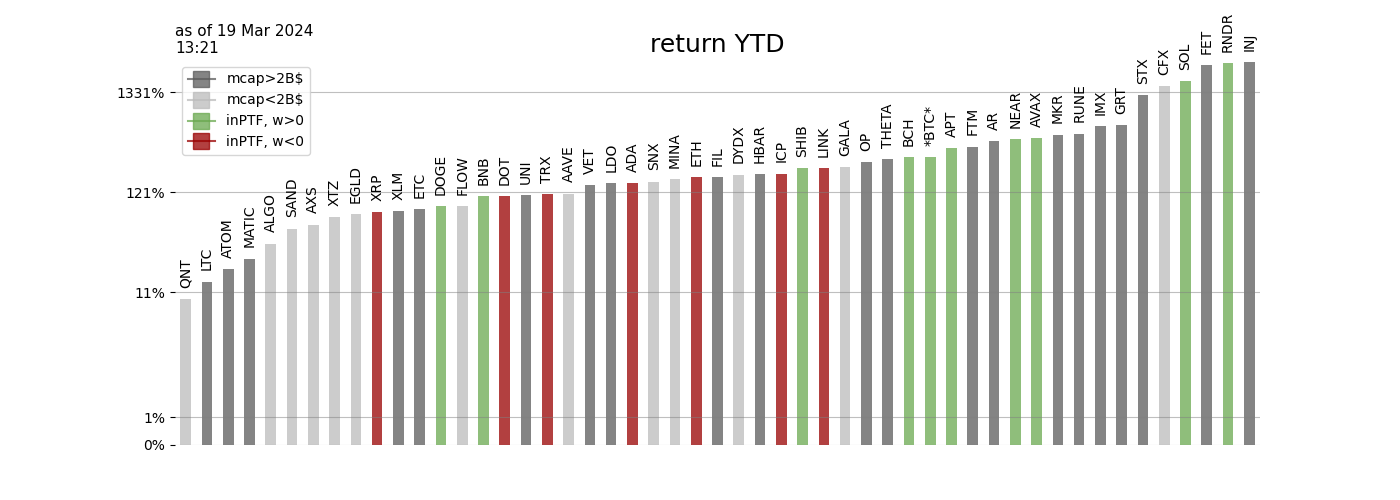 as of 19 Mar 2024
13:21
return YTD
mcap>2B$
mcap<2B$
inPTF, w>0
inPTF, w<0
1331%
121%
11%
1%
0%
QNT
LTC
ATOM
MATIC
ALGO
SAND
AXS
XTZ
EGLD
XRP
XLM
ETC
DOGE
FLOW
BNB
DOT
UNI
TRX
AAVE
VET
LDO
ADA
SNX
MINA
ETH
FIL
DYDX
HBAR
ICP
SHIB
LINK
GALA
OP
THETA
BCH
*BTC*
APT
FTM
AR
NEAR
AVAX
MKR
RUNE
IMX
GRT
STX
CFX
SOL
FET
RNDR
INJ